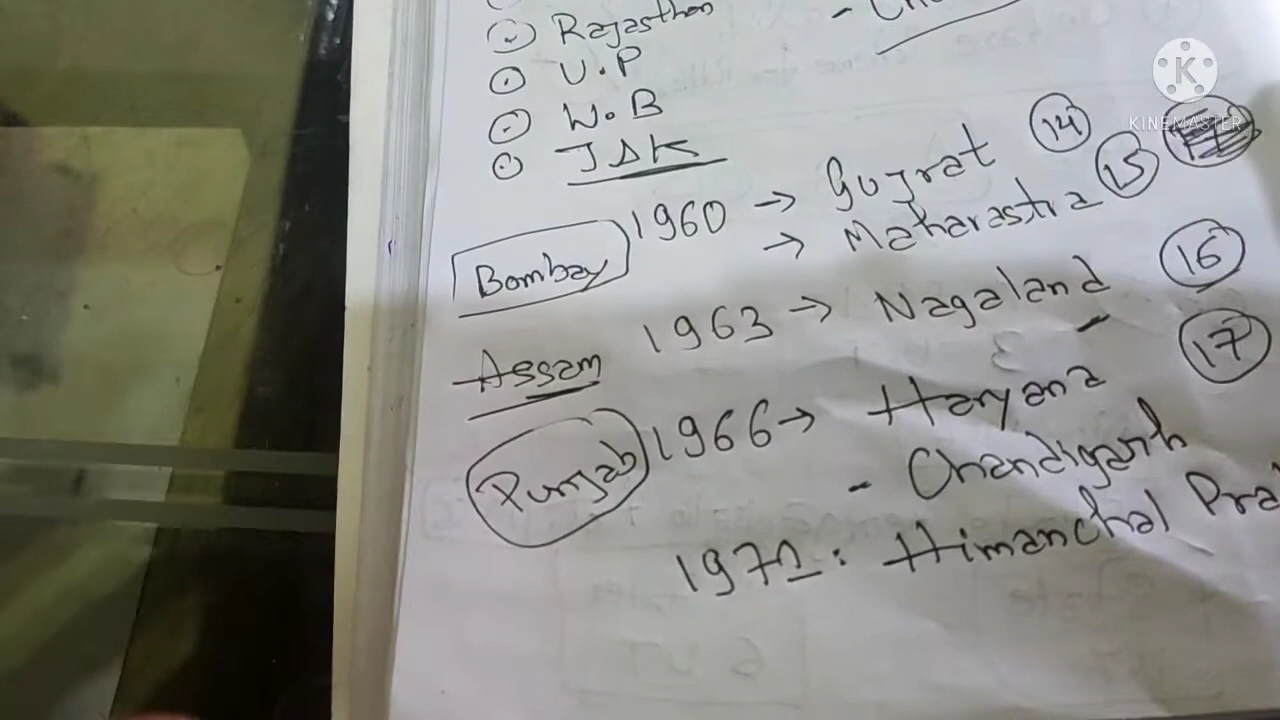 Rajasthan
U.P
W.B
J&K
Bombay 1960 → Gujrat 14
→ Maharastra 15
Assam 1963 → Nagaland 16
Punjab 1966 → Haryana 17
- Chandigarh
1971: Himanchal Pra
K
KINEMASTER